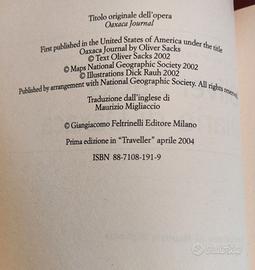 Titolo originale dell'opera
Oaxaca Journal
First published in the United States of America under the title
Oaxaca Journal by Oliver Sacks
© Text Oliver Sacks 2002
© Maps National Geographic Society 2002
© Illustrations Dick Rauh 2002
Published by arrangement with National Geographic Society. All rights reserved.
Traduzione dall'inglese di
Maurizio Migliaccio
© Giangiacomo Feltrinelli Editore Milano
Prima edizione in "Traveller" aprile 2004
ISBN 88-7108-191-9
subito